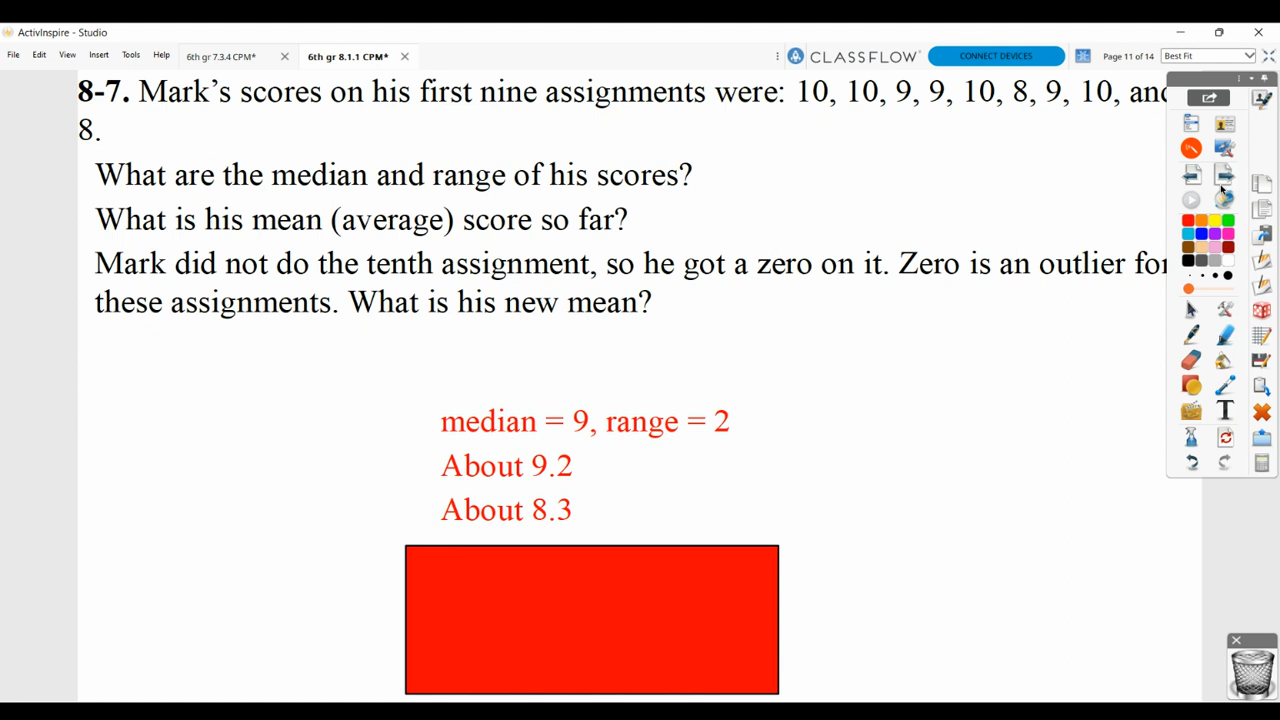 ActivInspire - Studio
File Edit View Insert Tools Help 6th gr 7.3.4 CPM* 6th gr 8.1.1 CPM* CLASSFLOW CONNECT DEVICES Page 11 of 14 Best Fit
8-7. Mark’s scores on his first nine assignments were: 10, 10, 9, 9, 10, 8, 9, 10, and
8.
What are the median and range of his scores?
What is his mean (average) score so far?
Mark did not do the tenth assignment, so he got a zero on it. Zero is an outlier for
these assignments. What is his new mean?
median = 9, range = 2
About 9.2
About 8.3